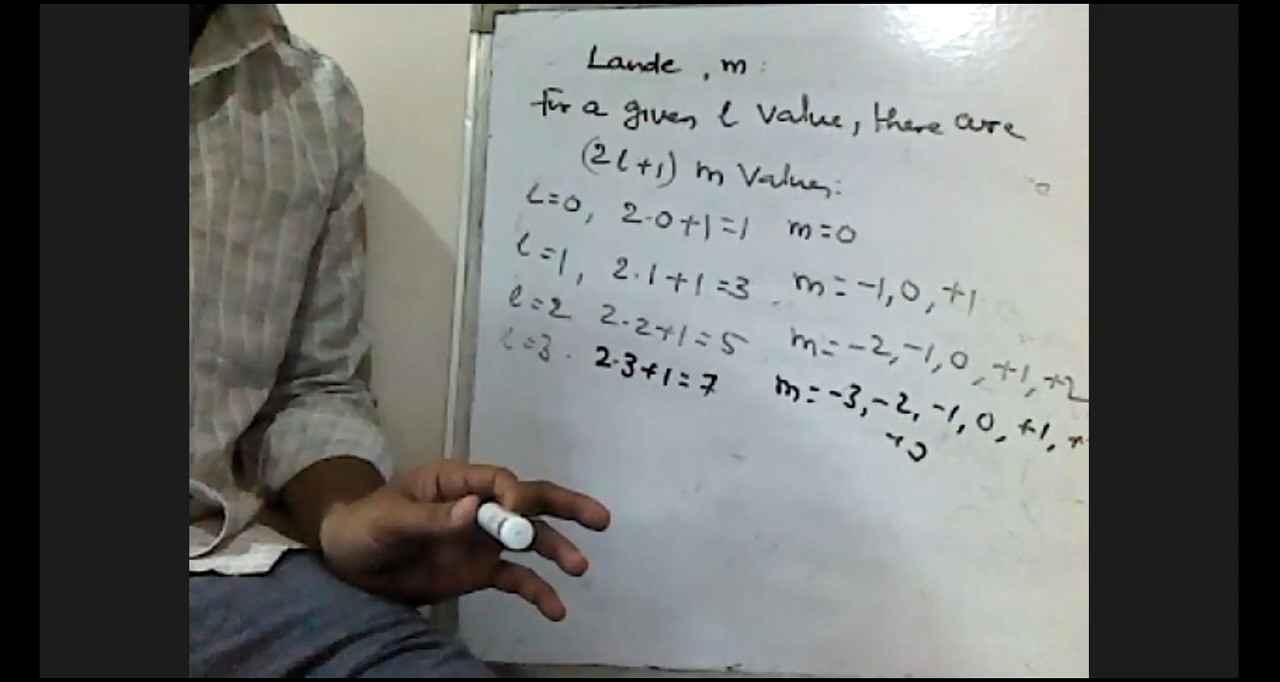 Lande, m:
For a given l value, there are
(2l+1) m values:
l=0, 2·0+1=1 m=0
l=1, 2·1+1=3 m=-1,0,+1
l=2 2·2+1=5 m=-2,-1,0,+1,+2
l=3. 2·3+1=7 m=-3,-2,-1,0,+1,+